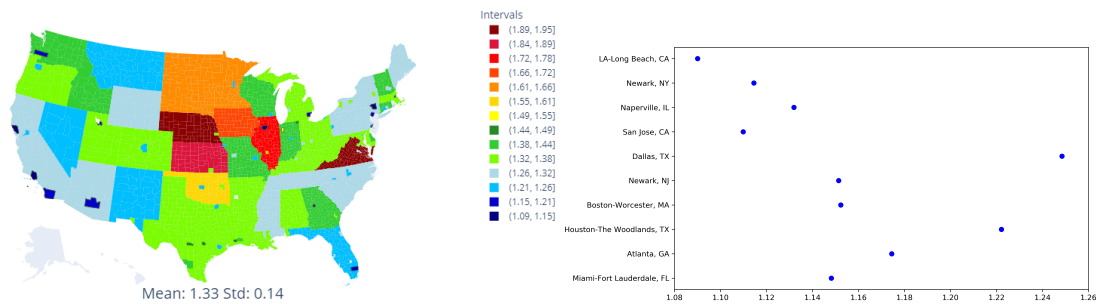 Intervals
(1.89, 1.95]
(1.84, 1.89]
(1.72, 1.78]
(1.66, 1.72]
(1.61, 1.66]
(1.55, 1.61]
(1.49, 1.55]
(1.44, 1.49]
(1.38, 1.44]
(1.32, 1.38]
(1.26, 1.32]
(1.21, 1.26]
(1.15, 1.21]
(1.09, 1.15]
Mean: 1.33 Std: 0.14
LA-Long Beach, CA
Newark, NY
Naperville, IL
San Jose, CA
Dallas, TX
Newark, NJ
Boston-Worcester, MA
Houston-The Woodlands, TX
Atlanta, GA
Miami-Fort Lauderdale, FL
1.08 1.10 1.12 1.14 1.16 1.18 1.20 1.22 1.24 1.26